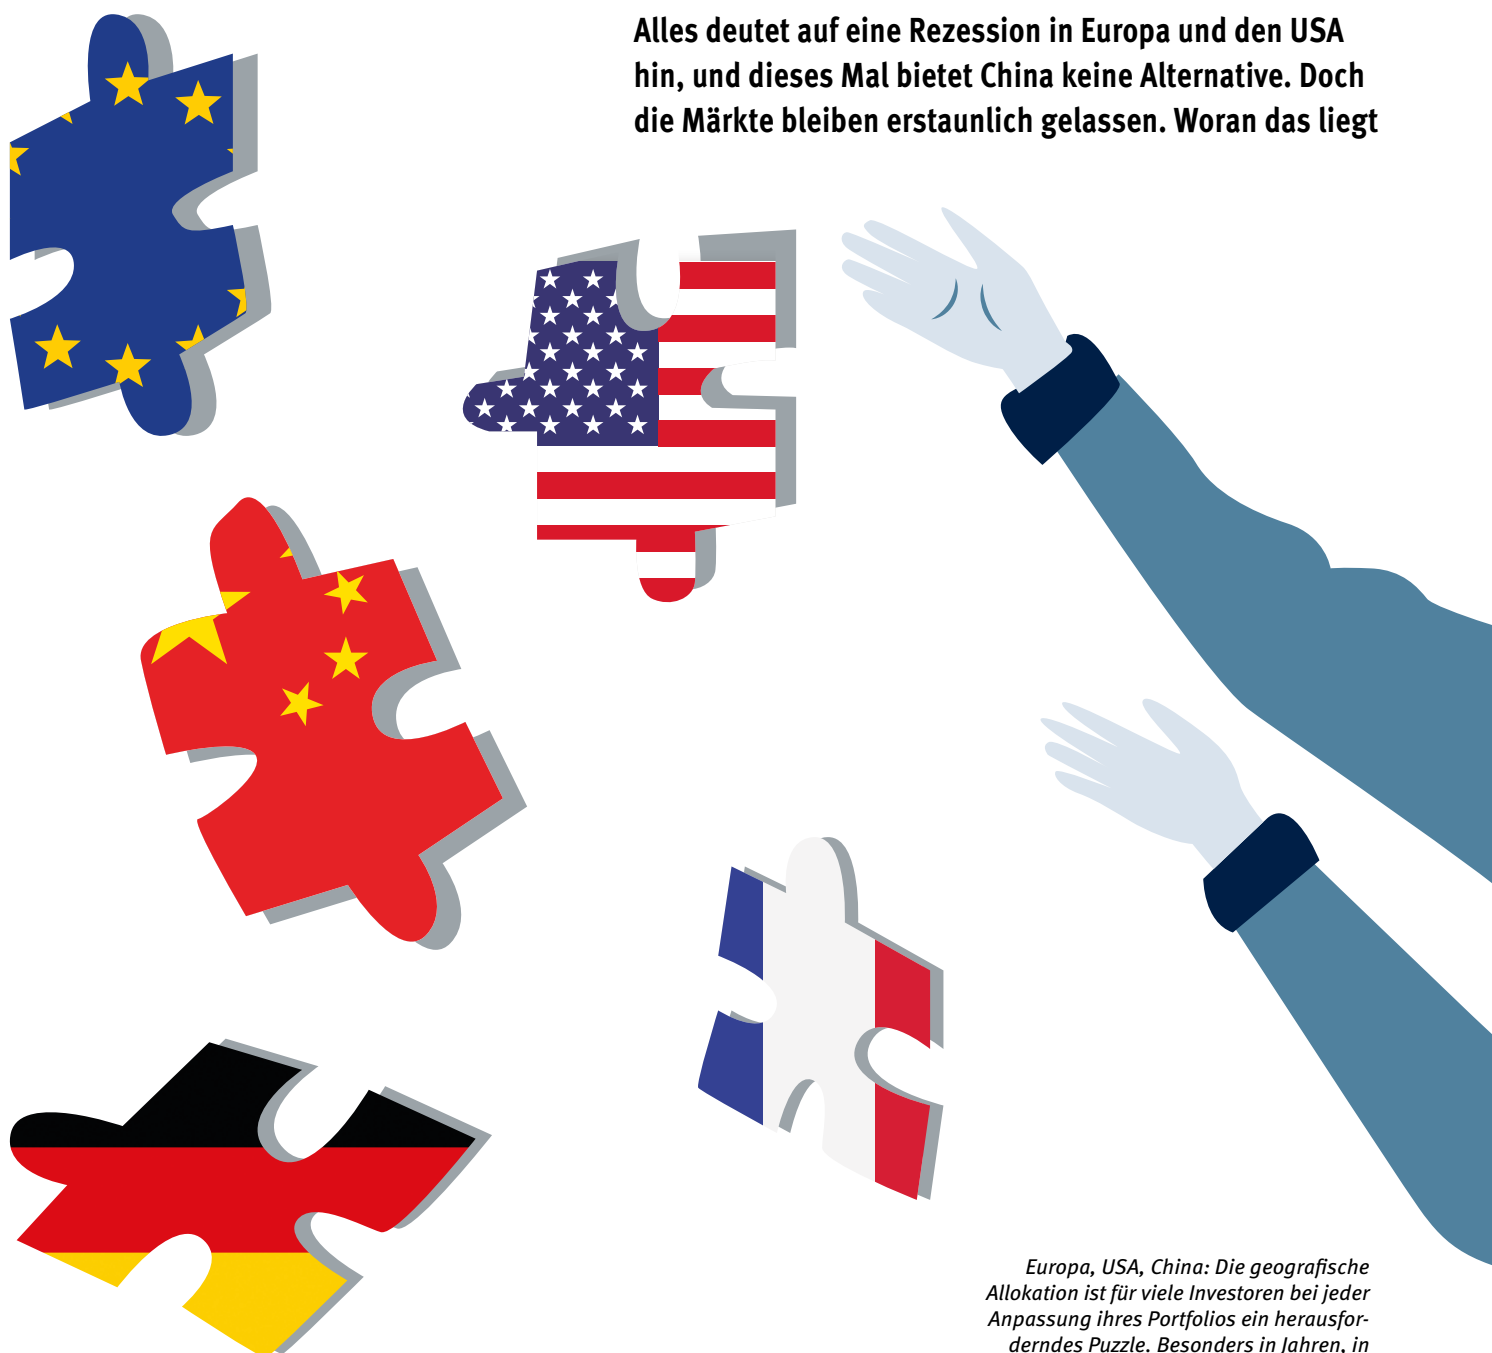 Alles deutet auf eine Rezession in Europa und den USA
hin, und dieses Mal bietet China keine Alternative. Doch
die Märkte bleiben erstaunlich gelassen. Woran das liegt
Europa, USA, China: Die geografische
Allokation ist für viele Investoren bei jeder
Anpassung ihres Portfolios ein herausfor-
derndes Puzzle. Besonders in Jahren, in